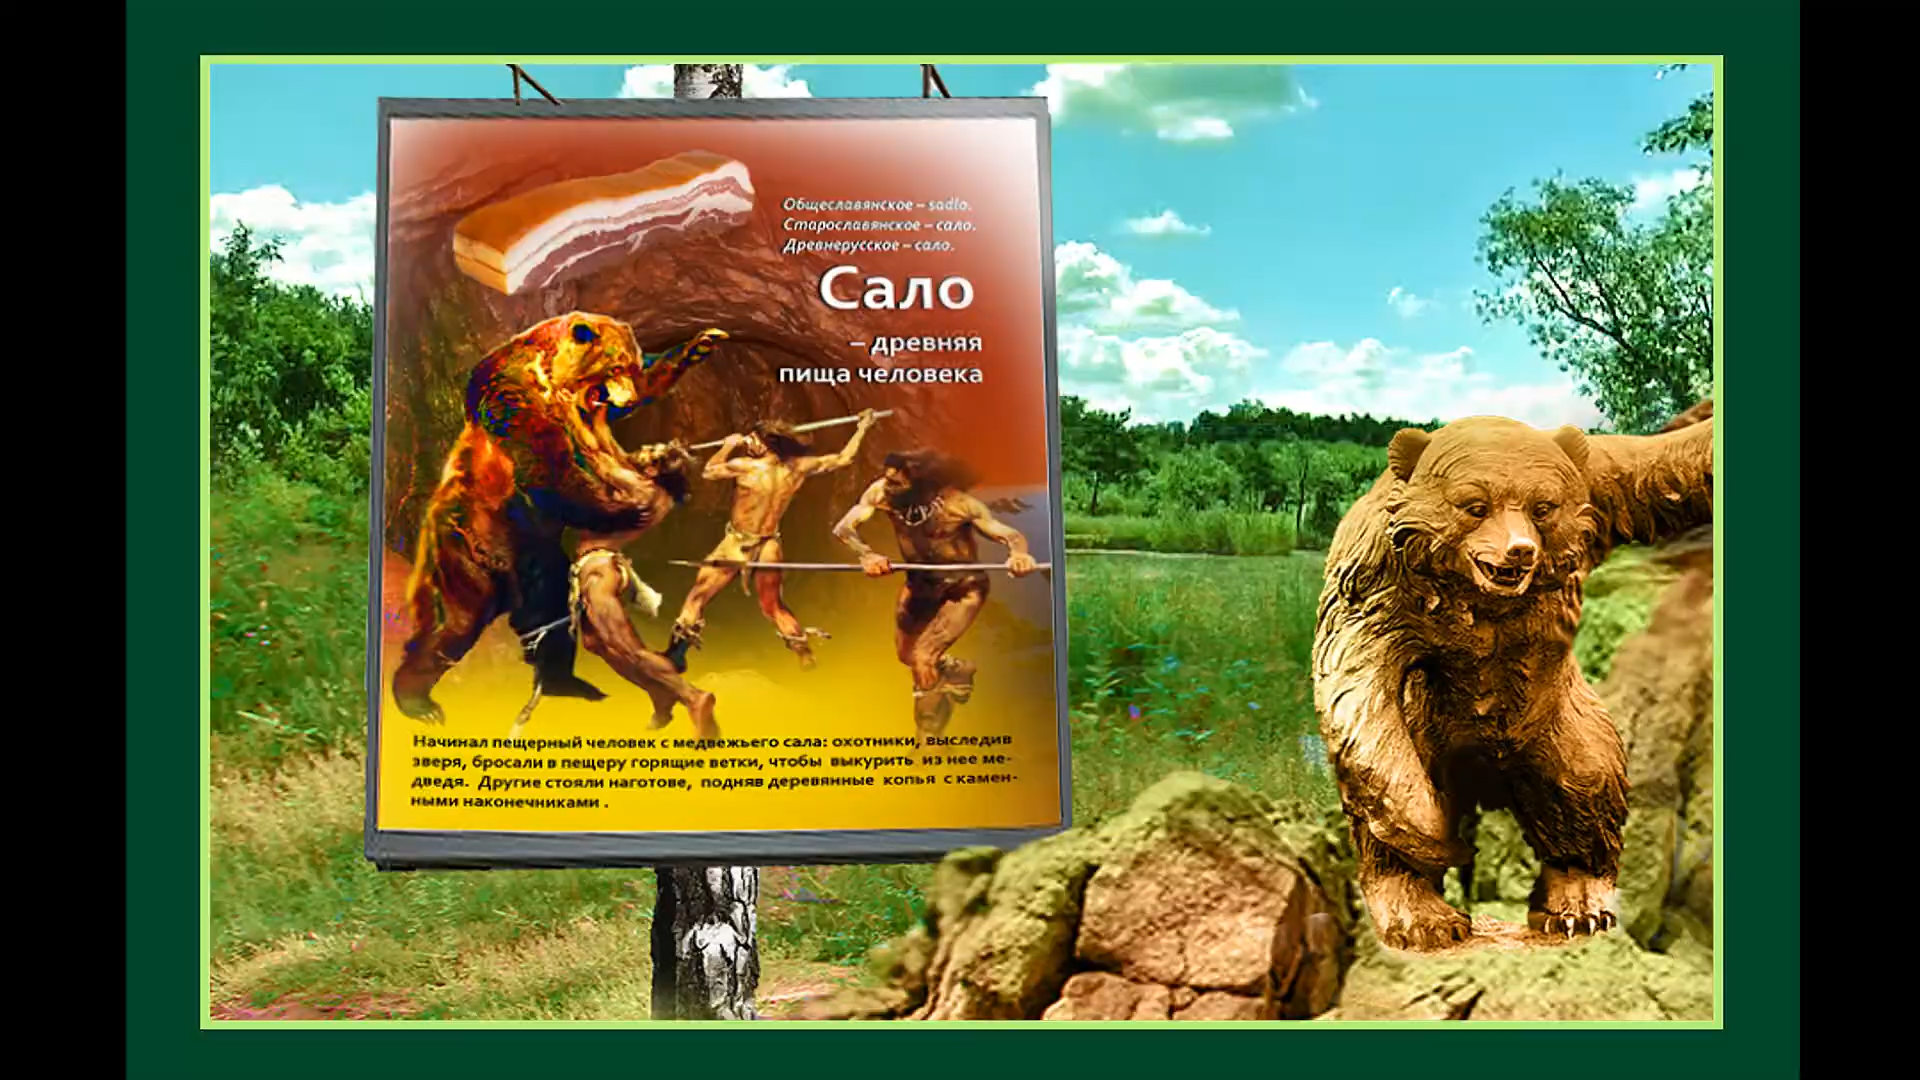 Общеславянское – sadlo.
Старославянское – сало.
Древнерусское – сало.
Сало
– древняя
пища человека
Начинал пещерный человек с медвежьего сала: охотники, выследив
зверя, бросали в пещеру горящие ветки, чтобы выкурить из нее ме-
дведя. Другие стояли наготове, подняв деревянные копья с камен-
ными наконечниками .